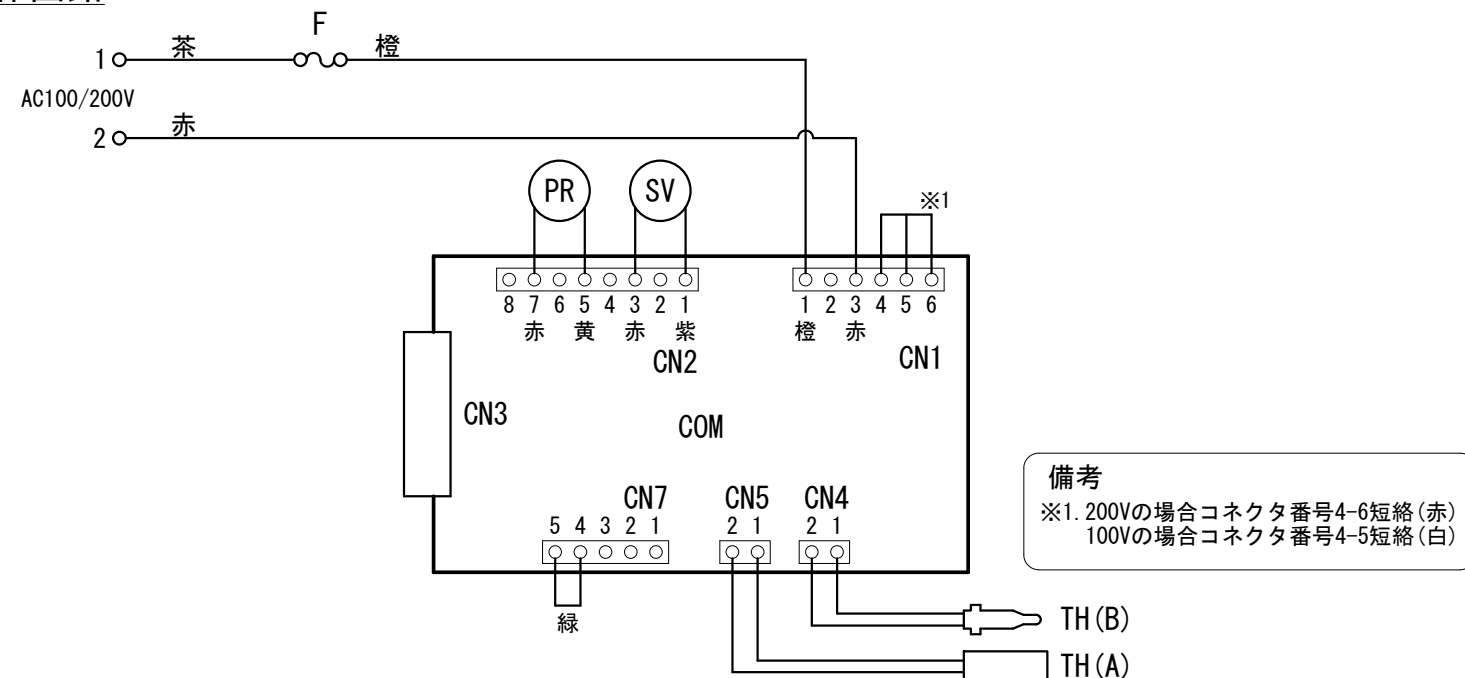 F
1
茶
橙
AC100/200V
2
赤
PR
SV
※1
8 7 6 5 4 3 2 1
1 2 3 4 5 6
赤 黄 赤 紫
橙 赤
CN2
CN1
CN3
COM
CN7
CN5
CN4
5 4 3 2 1
2 1
2 1
緑
備考
※1.200Vの場合コネクタ番号4-6短絡(赤)
100Vの場合コネクタ番号4-5短絡(白)
TH(B)
TH(A)